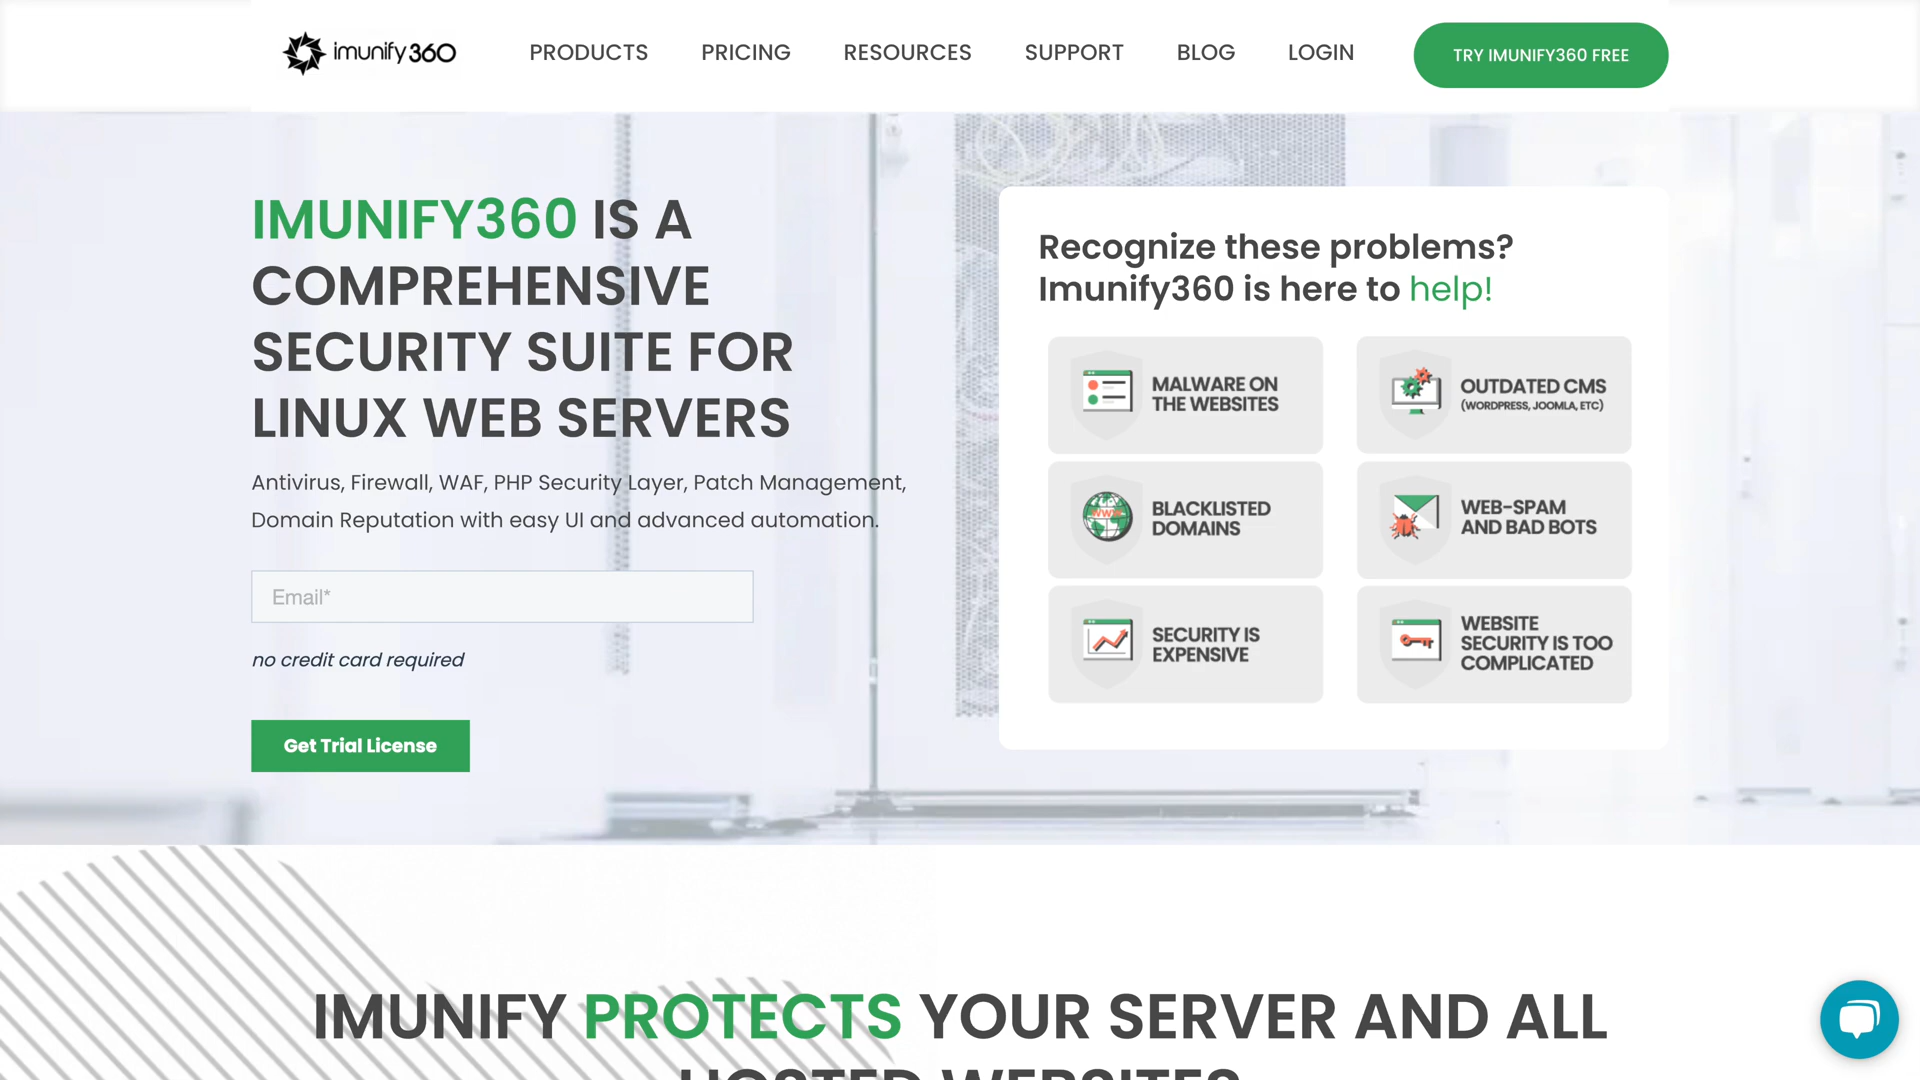 imunify360
PRODUCTS
PRICING
RESOURCES
SUPPORT
BLOG
LOGIN
TRY IMUNIFY360 FREE
IMUNIFY360 IS A
COMPREHENSIVE
SECURITY SUITE FOR
LINUX WEB SERVERS
Antivirus, Firewall, WAF, PHP Security Layer, Patch Management,
Domain Reputation with easy UI and advanced automation.
Email*
no credit card required
Get Trial License
Recognize these problems?
Imunify360 is here to help!
MALWARE ON
THE WEBSITES
OUTDATED CMS
(WORDPRESS, JOOMLA, ETC)
WWW
BLACKLISTED
DOMAINS
WEB-SPAM
AND BAD BOTS
SECURITY IS
EXPENSIVE
WEBSITE
SECURITY IS TOO
COMPLICATED
IMUNIFY PROTECTS YOUR SERVER AND ALL
HOSTED WEBSITES